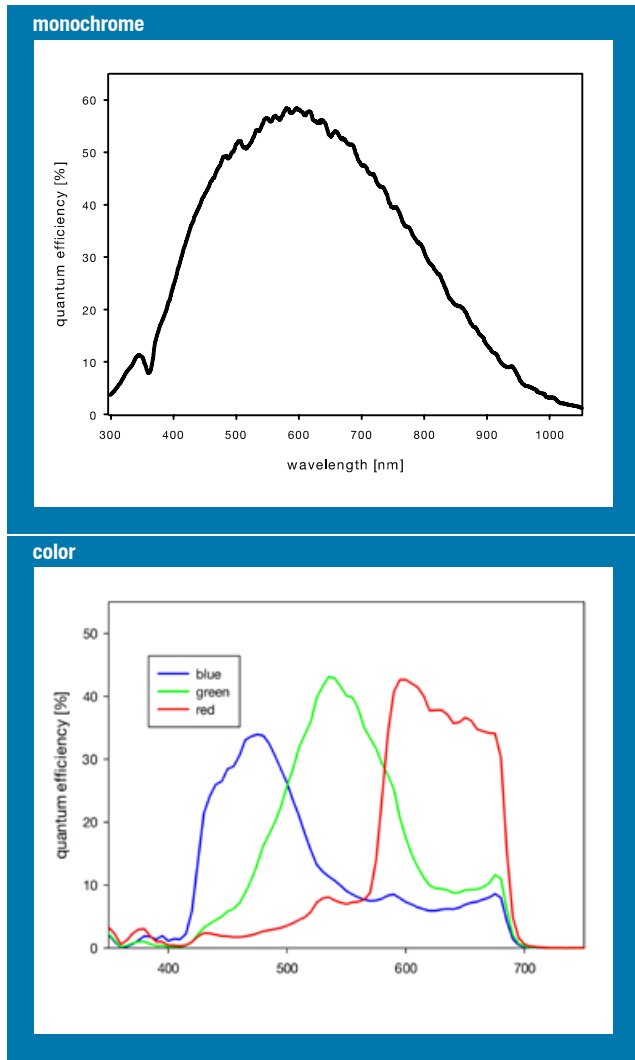 monochrome
quantum efficiency [%]
60
50
40
30
20
10
0
300 400 500 600 700 800 900 1000
wavelength [nm]
color
quantum efficiency [%]
50
40
30
20
10
0
blue
green
red
400 500 600 700